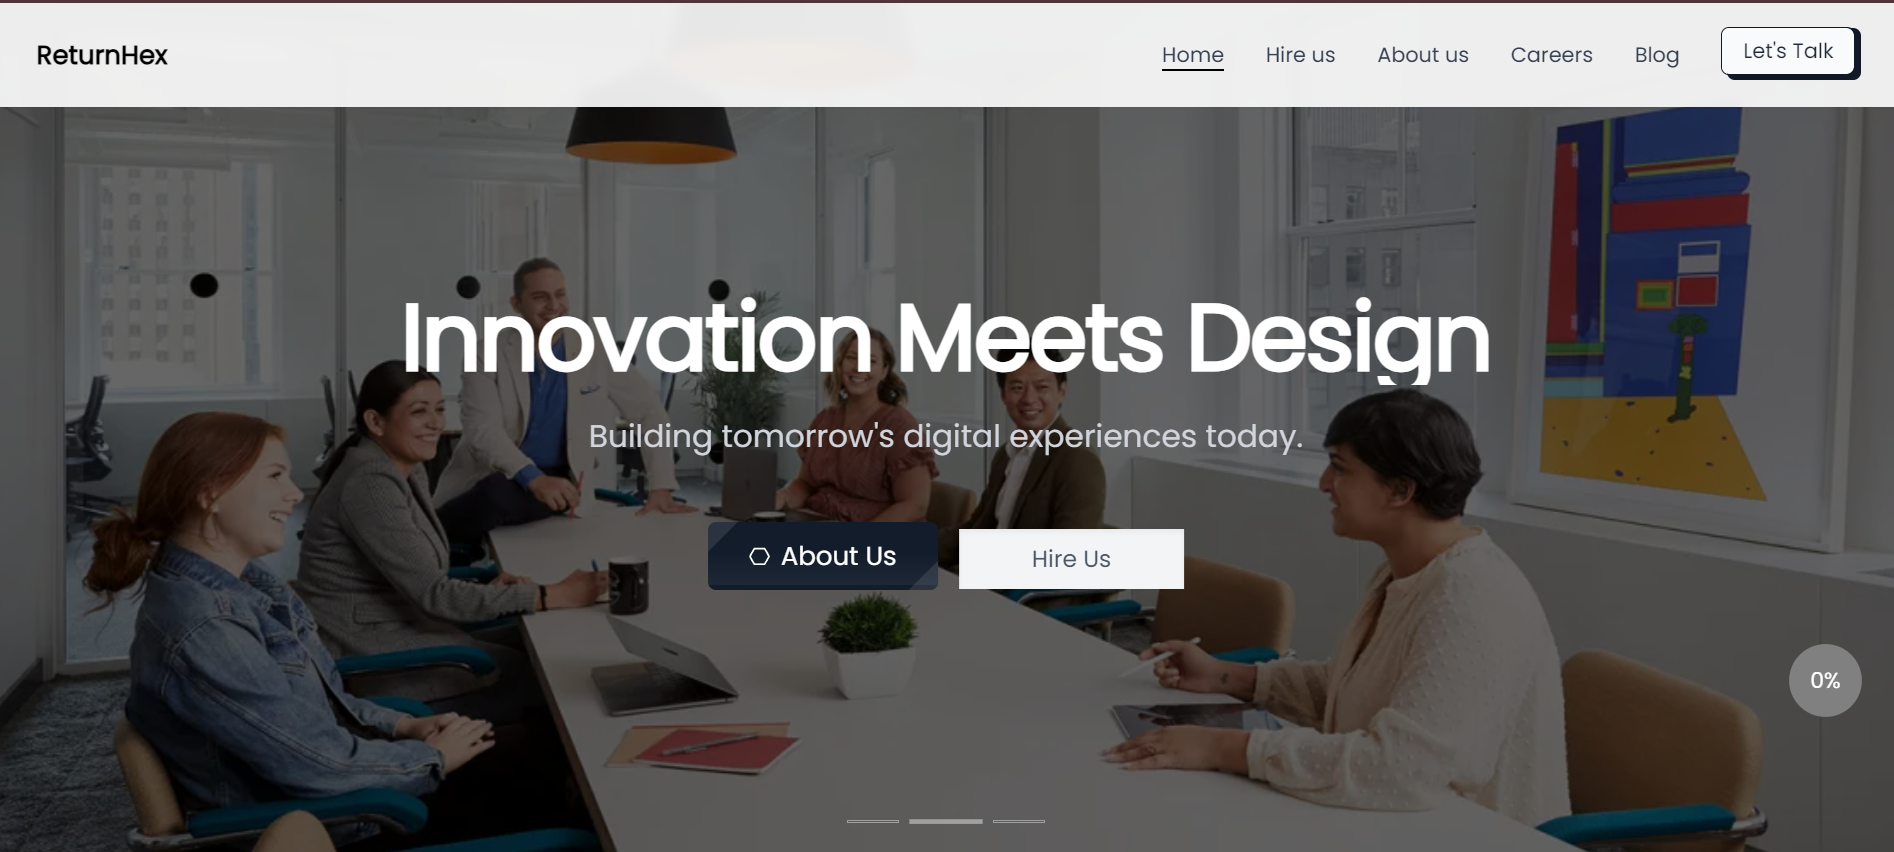 ReturnHex
Home
Hire us
About us
Careers
Blog
Let's Talk
Innovation Meets Design
Building tomorrow's digital experiences today.
About Us
Hire Us
0%